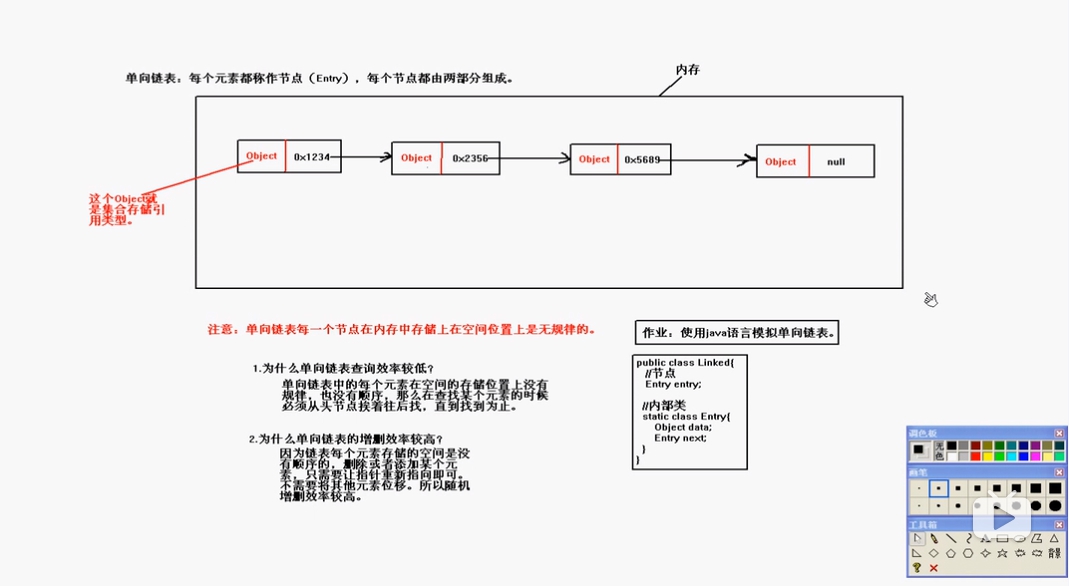 内存
单向链表：每个元素都称作节点（Entry），每个节点都由两部分组成。
Object 0x1234 Object 0x2356 Object 0x5689 Object null
这个Object就
是集合存储引
用类型。
注意：单向链表每一个节点在内存中存储上在空间位置上是无规律的。
作业：使用java语言模拟单向链表。
1.为什么单向链表查询效率较低?
单向链表中的每个元素在空间的存储位置上没有
规律，也没有顺序，那么在查找某个元素的时候
必须从头节点挨着往后找，直到找到为止。
2.为什么单向链表的增删效率较高?
因为链表每个元素存储的空间是没
有顺序的，删除或者添加某个元
素，只需要让指针重新指向即可。
不需要将其他元素位移。所以随机
增删效率较高。
public class Linked{
//节点
Entry entry;
//内部类
static class Entry{
Object data;
Entry next;
}
}
调色板
无色
画笔
工具箱
背景